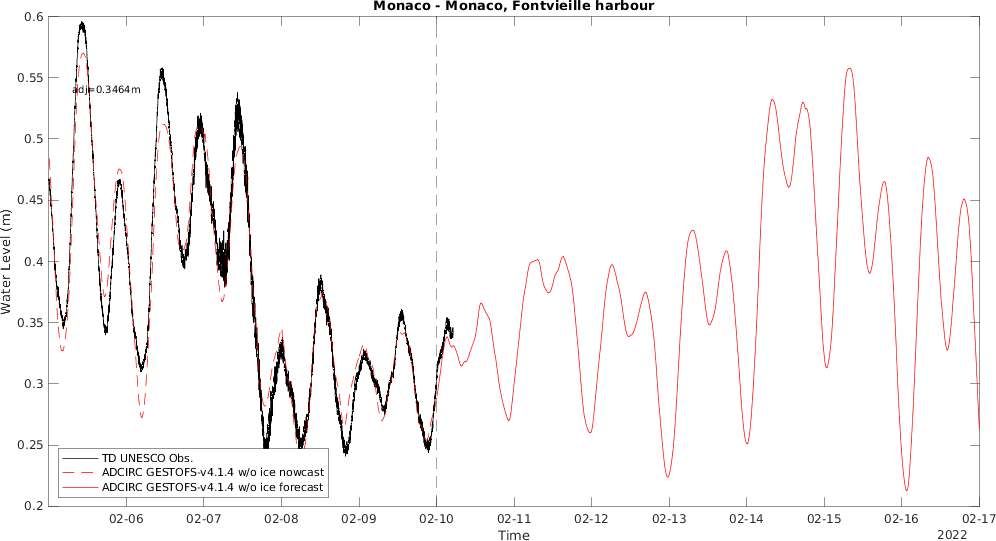 Monaco - Monaco, Fontvieille harbour
0.6
0.55
adj=0.3464m
0.5
0.45
0.4
0.35
0.3
0.25
0.2
Water Level (m)
TD UNESCO Obs.
ADCIRC GESTOFS-v4.1.4 w/o ice nowcast
ADCIRC GESTOFS-v4.1.4 w/o ice forecast
02-06 02-07 02-08 02-09 02-10 02-11 02-12 02-13 02-14 02-15 02-16 02-17
Time
2022